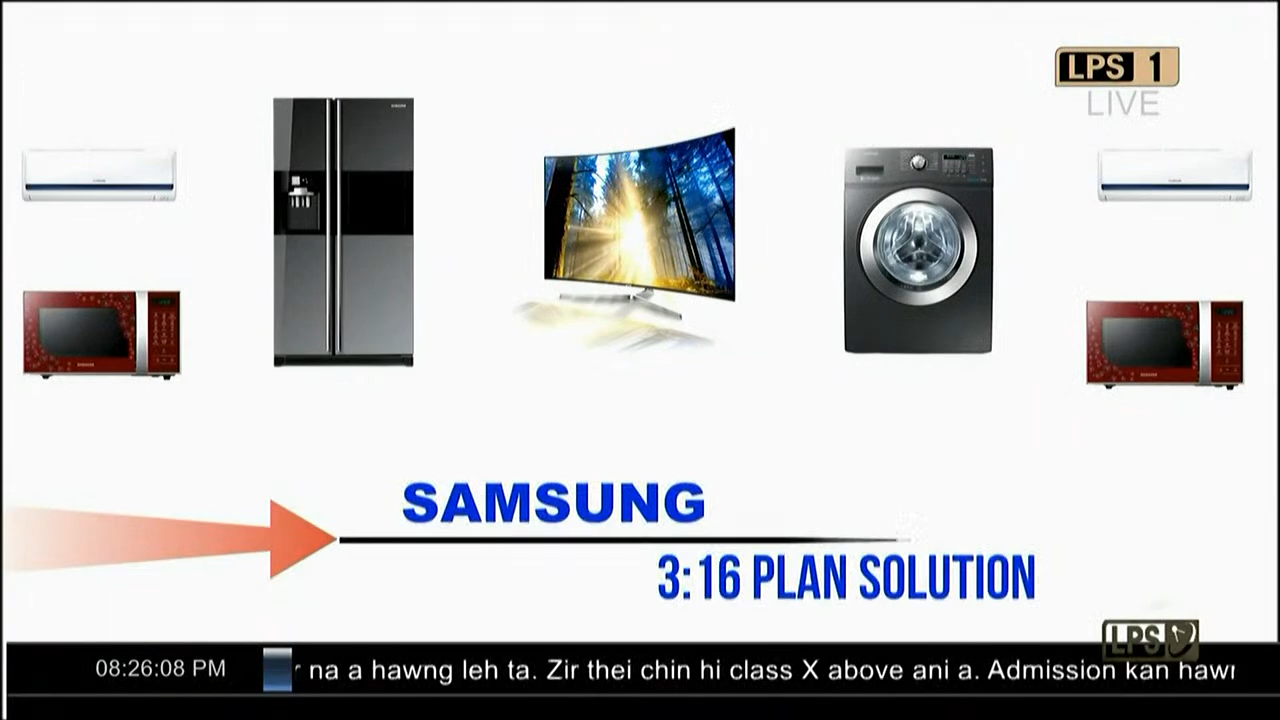 LPS 1
LIVE
SAMSUNG
SAMSUNG
3:16 PLAN SOLUTION
LPS
08:26:08 PM
na a hawng leh ta. Zir thei chin hi class X above ani a. Admission kan